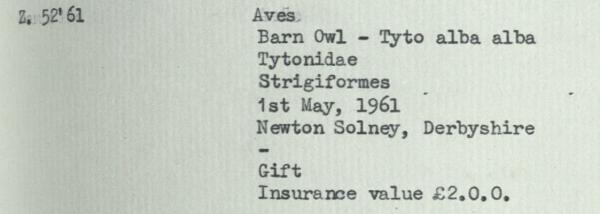 Z. 52'61 Aves
Barn Owl - Tyto alba alba
Tytonidae
Strigiformes
1st May, 1961
Newton Solney, Derbyshire
-
Gift
Insurance value £2.0.0.